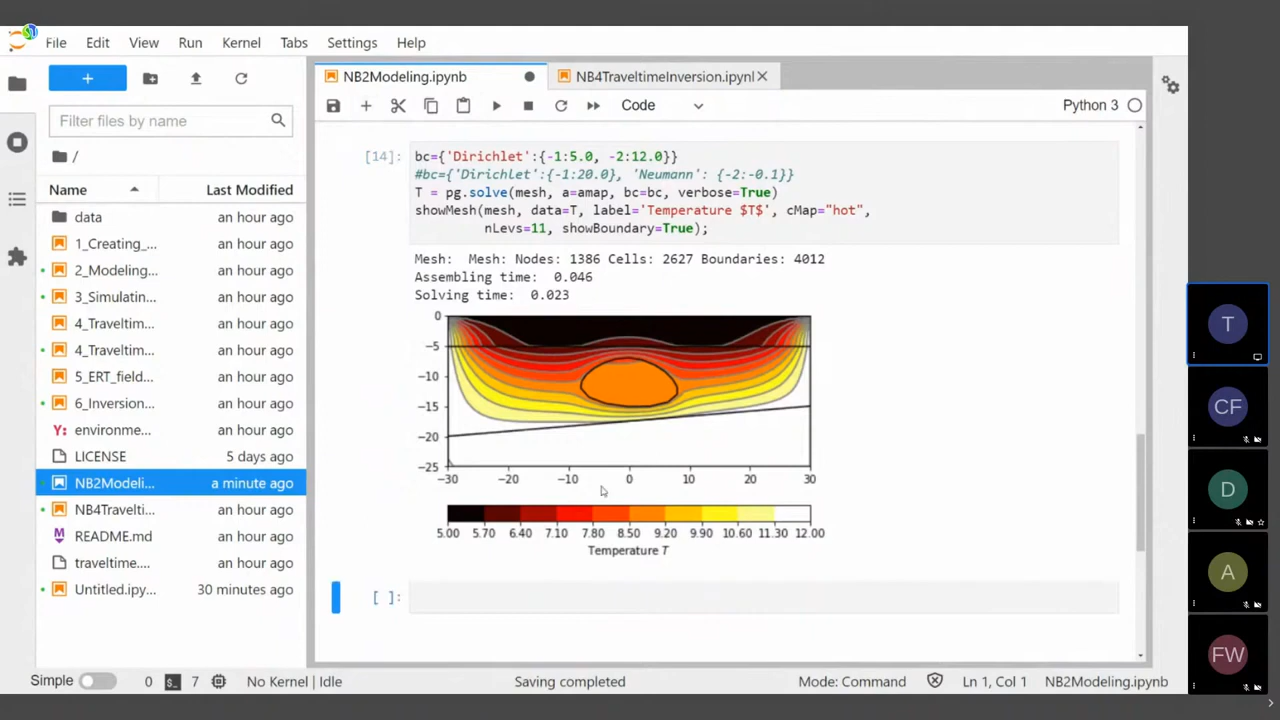 File Edit View Run Kernel Tabs Settings Help
+
Filter files by name
/
Name Last Modified
data an hour ago
1_Creating_... an hour ago
2_Modeling... an hour ago
3_Simulatin... an hour ago
4_Traveltim... an hour ago
4_Traveltim... an hour ago
5_ERT_field... an hour ago
6_Inversion... an hour ago
Y: environme... an hour ago
LICENSE 5 days ago
NB2Modeli... a minute ago
NB4Travelti... an hour ago
README.md an hour ago
traveltime.... an hour ago
Untitled.ipy... 30 minutes ago
NB2Modeling.ipynb
NB4TraveltimeInversion.ipynl
Code
Python 3
[14]:
bc={'Dirichlet':{-1:5.0, -2:12.0}}
#bc={'Dirichlet':{-1:20.0}, 'Neumann': {-2:-0.1}}
T = pg.solve(mesh, a=amap, bc=bc, verbose=True)
showMesh(mesh, data=T, label='Temperature $T$', cMap="hot",
nLevs=11, showBoundary=True);
Mesh: Mesh: Nodes: 1386 Cells: 2627 Boundaries: 4012
Assembling time: 0.046
Solving time: 0.023
0
−5
−10
−15
−20
−25
−30 −20 −10 0 10 20 30
5.00 5.70 6.40 7.10 7.80 8.50 9.20 9.90 10.60 11.30 12.00
Temperature T
[ ]:
T
CF
D
A
FW
Simple 0 7 No Kernel | Idle Saving completed Mode: Command Ln 1, Col 1 NB2Modeling.ipynb